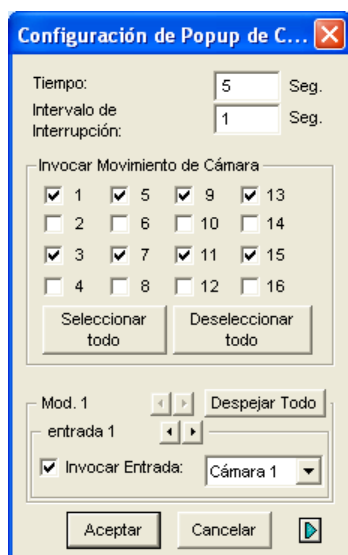 Configuración de Popup de C...
Tiempo: 5 Seg.
Intervalo de
Interrupción: 1 Seg.
Invocar Movimiento de Cámara
1 5 9 13
2 6 10 14
3 7 11 15
4 8 12 16
Seleccionar todo Deseleccionar todo
Mod. 1 Despejar Todo
entrada 1
Invocar Entrada: Cámara 1
Aceptar Cancelar